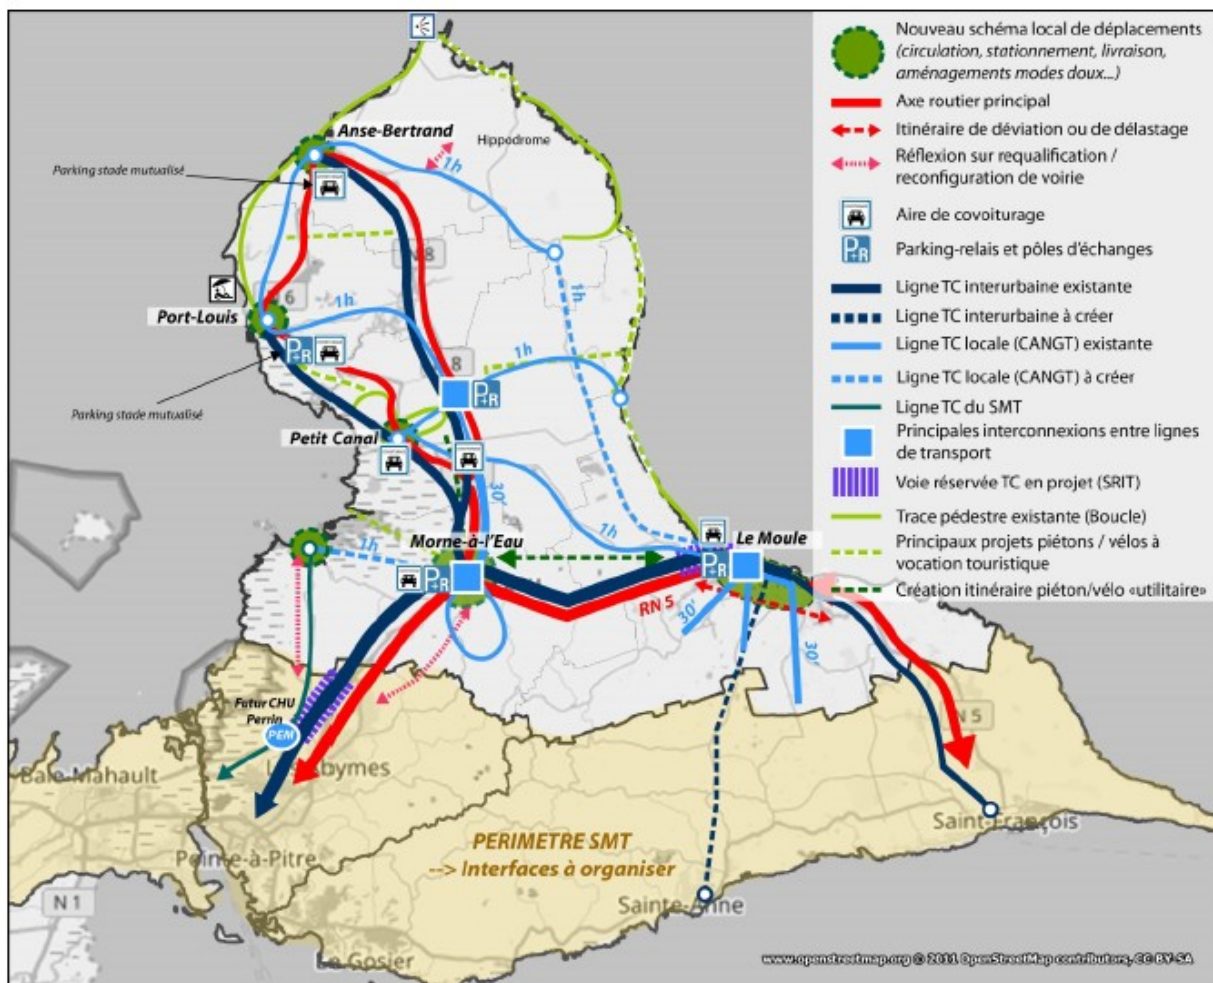 Nouveau schéma local de déplacements
(circulation, stationnement, livraison,
aménagements modes doux...)
Axe routier principal
Itinéraire de déviation ou de délastage
Réflexion sur requalification /
reconfiguration de voirie
Aire de covoiturage
P+R
Parking-relais et pôles d'échanges
Ligne TC interurbaine existante
Ligne TC interurbaine à créer
Ligne TC locale (CANGT) existante
Ligne TC locale (CANGT) à créer
Ligne TC du SMT
Principales interconnexions entre lignes
de transport
Voie réservée TC en projet (SRIT)
Trace pédestre existante (Boucle)
Principaux projets piétons / vélos à
vocation touristique
Création itinéraire piéton/vélo «utilitaire»
Anse-Bertrand
Hippodrome
1h
Parking stade mutualisé
N 8
1h
6
1h
Port-Louis
P+R
8
1h
P+R
Parking stade mutualisé
Petit Canal
30'
1h
Morne-à-l'Eau
Le Moule
1h
P+R
P+R
RN 5
30'
30'
Futur CHU
Perrin
PEM
N 5
Baie-Mahault
Les Abymes
Saint-François
PERIMETRE SMT
--> Interfaces à organiser
Pointe-à-Pitre
N 1
Sainte-Anne
Le Gosier
www.openstreetmap.org © 2011 OpenStreetMap contributors, CC BY-SA